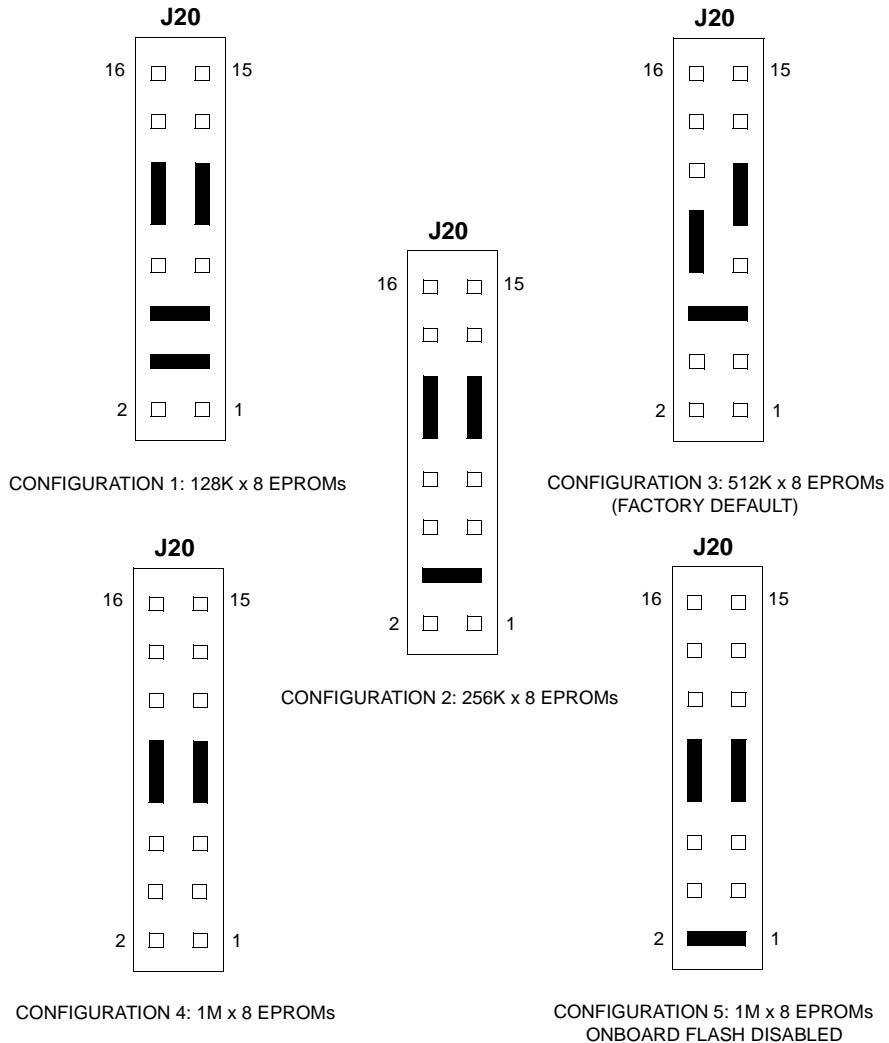 J20
16
15
2
1
CONFIGURATION 1: 128K x 8 EPROMs
J20
16
15
2
1
CONFIGURATION 2: 256K x 8 EPROMs
J20
16
15
2
1
CONFIGURATION 3: 512K x 8 EPROMs
(FACTORY DEFAULT)
J20
16
15
2
1
CONFIGURATION 4: 1M x 8 EPROMs
J20
16
15
2
1
CONFIGURATION 5: 1M x 8 EPROMs
ONBOARD FLASH DISABLED